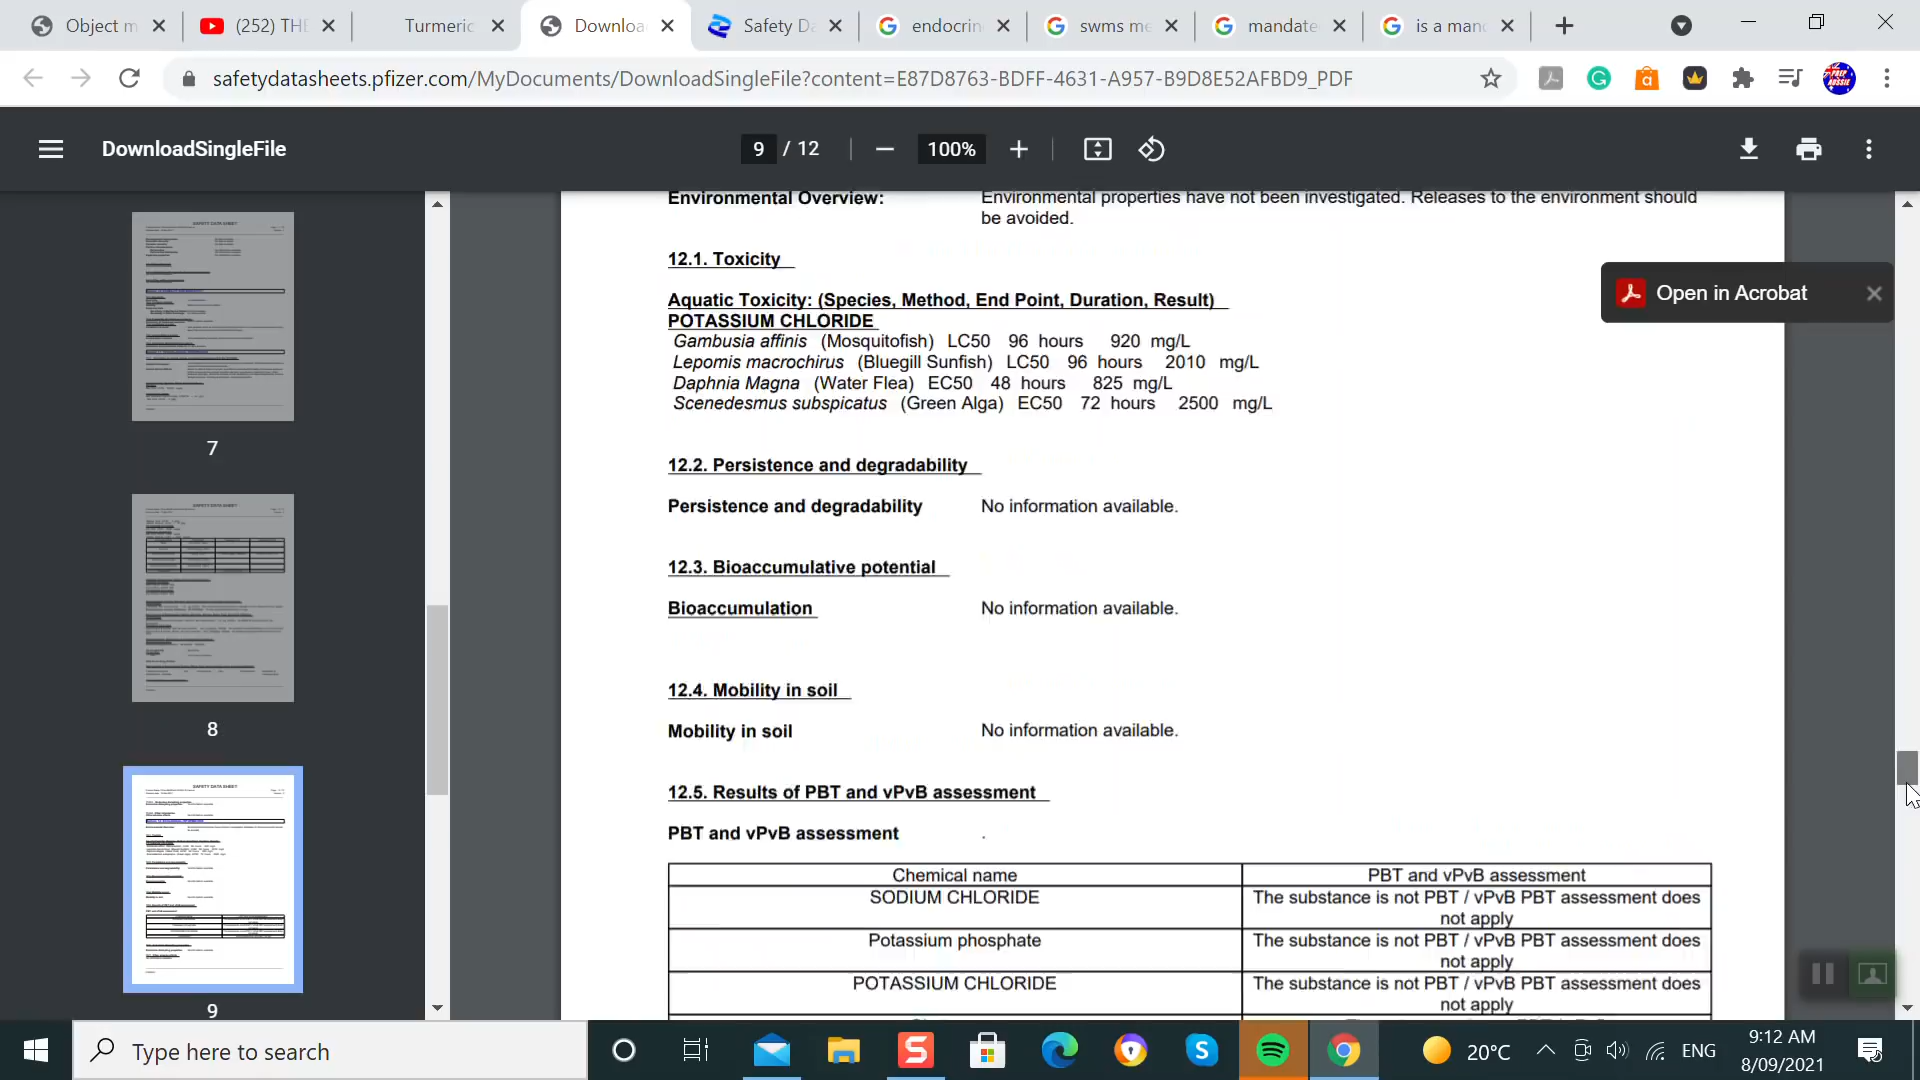 Object m
(252) THE
Turmeric
Downloa
Safety Da
endocrin
swms me
mandate
is a mand
safetydatasheets.pfizer.com/MyDocuments/DownloadSingleFile?content=E87D8763-BDFF-4631-A957-B9D8E52AFBD9_PDF
DownloadSingleFile
9 / 12
100%
Open in Acrobat
7
8
9
Environmental Overview: Environmental properties have not been investigated. Releases to the environment should
be avoided.
12.1. Toxicity
Aquatic Toxicity: (Species, Method, End Point, Duration, Result)
POTASSIUM CHLORIDE
Gambusia affinis (Mosquitofish) LC50 96 hours 920 mg/L
Lepomis macrochirus (Bluegill Sunfish) LC50 96 hours 2010 mg/L
Daphnia Magna (Water Flea) EC50 48 hours 825 mg/L
Scenedesmus subspicatus (Green Alga) EC50 72 hours 2500 mg/L
12.2. Persistence and degradability
Persistence and degradability No information available.
12.3. Bioaccumulative potential
Bioaccumulation No information available.
12.4. Mobility in soil
Mobility in soil No information available.
12.5. Results of PBT and vPvB assessment
PBT and vPvB assessment .
Chemical name PBT and vPvB assessment
SODIUM CHLORIDE The substance is not PBT / vPvB PBT assessment does
not apply
Potassium phosphate The substance is not PBT / vPvB PBT assessment does
not apply
POTASSIUM CHLORIDE The substance is not PBT / vPvB PBT assessment does
not apply
Type here to search
20°C
ENG
9:12 AM
8/09/2021